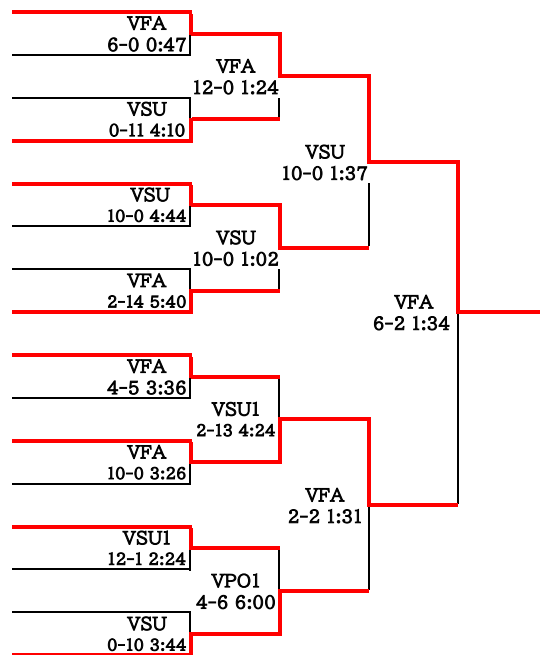 VFA
6-0 0:47
VFA
12-0 1:24
VSU
0-11 4:10
VSU
10-0 1:37
VSU
10-0 4:44
VSU
10-0 1:02
VFA
2-14 5:40
VFA
6-2 1:34
VFA
4-5 3:36
VSU1
2-13 4:24
VFA
10-0 3:26
VFA
2-2 1:31
VSU1
12-1 2:24
VPO1
4-6 6:00
VSU
0-10 3:44